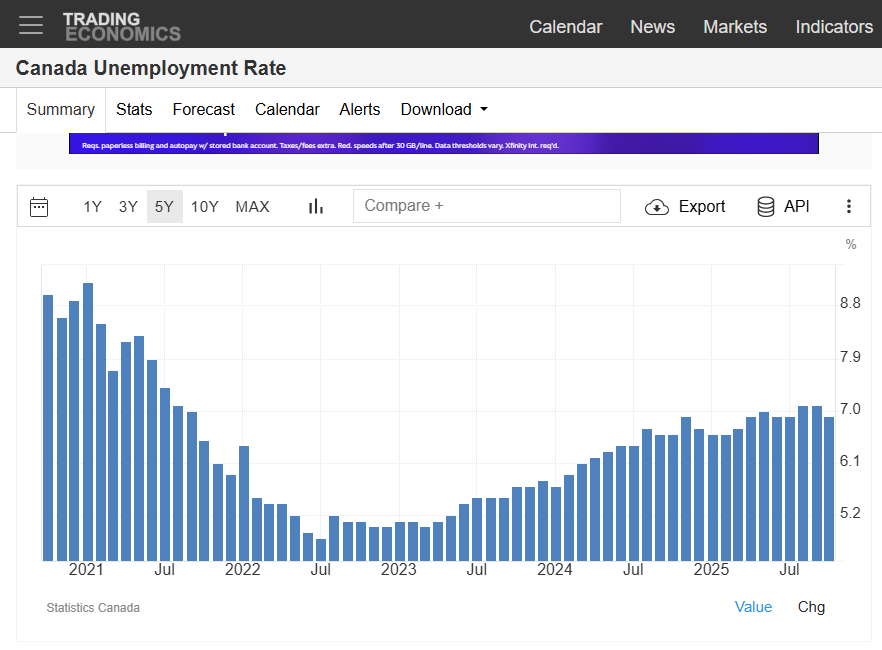 TRADING
ECONOMICS
Calendar News Markets Indicators
Canada Unemployment Rate
Summary Stats Forecast Calendar Alerts Download
Reqs. paperless billing and autopay w/ stored bank account. Taxes/fees extra. Red. speeds after 30 GB/line. Data thresholds vary. Xfinity Int. req'd.
1Y 3Y 5Y 10Y MAX Compare + Export API
%
8.8
7.9
7.0
6.1
5.2
2021 Jul 2022 Jul 2023 Jul 2024 Jul 2025 Jul
Statistics Canada Value Chg